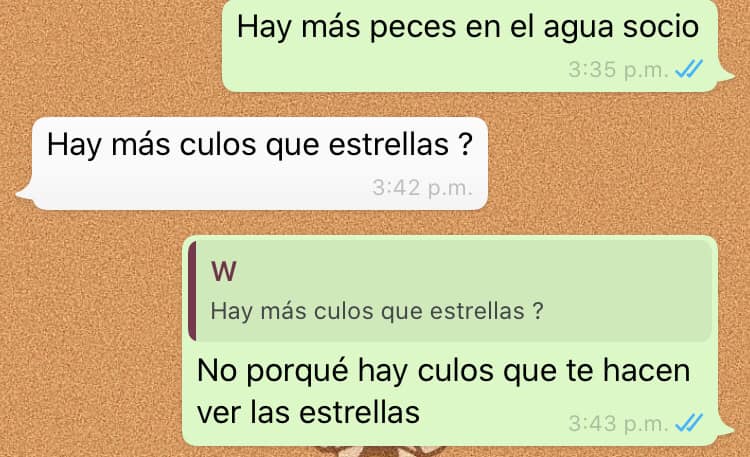 Hay más peces en el agua socio
3:35 p.m.
Hay más culos que estrellas ?
3:42 p.m.
W
Hay más culos que estrellas ?
No porqué hay culos que te hacen
ver las estrellas
3:43 p.m.